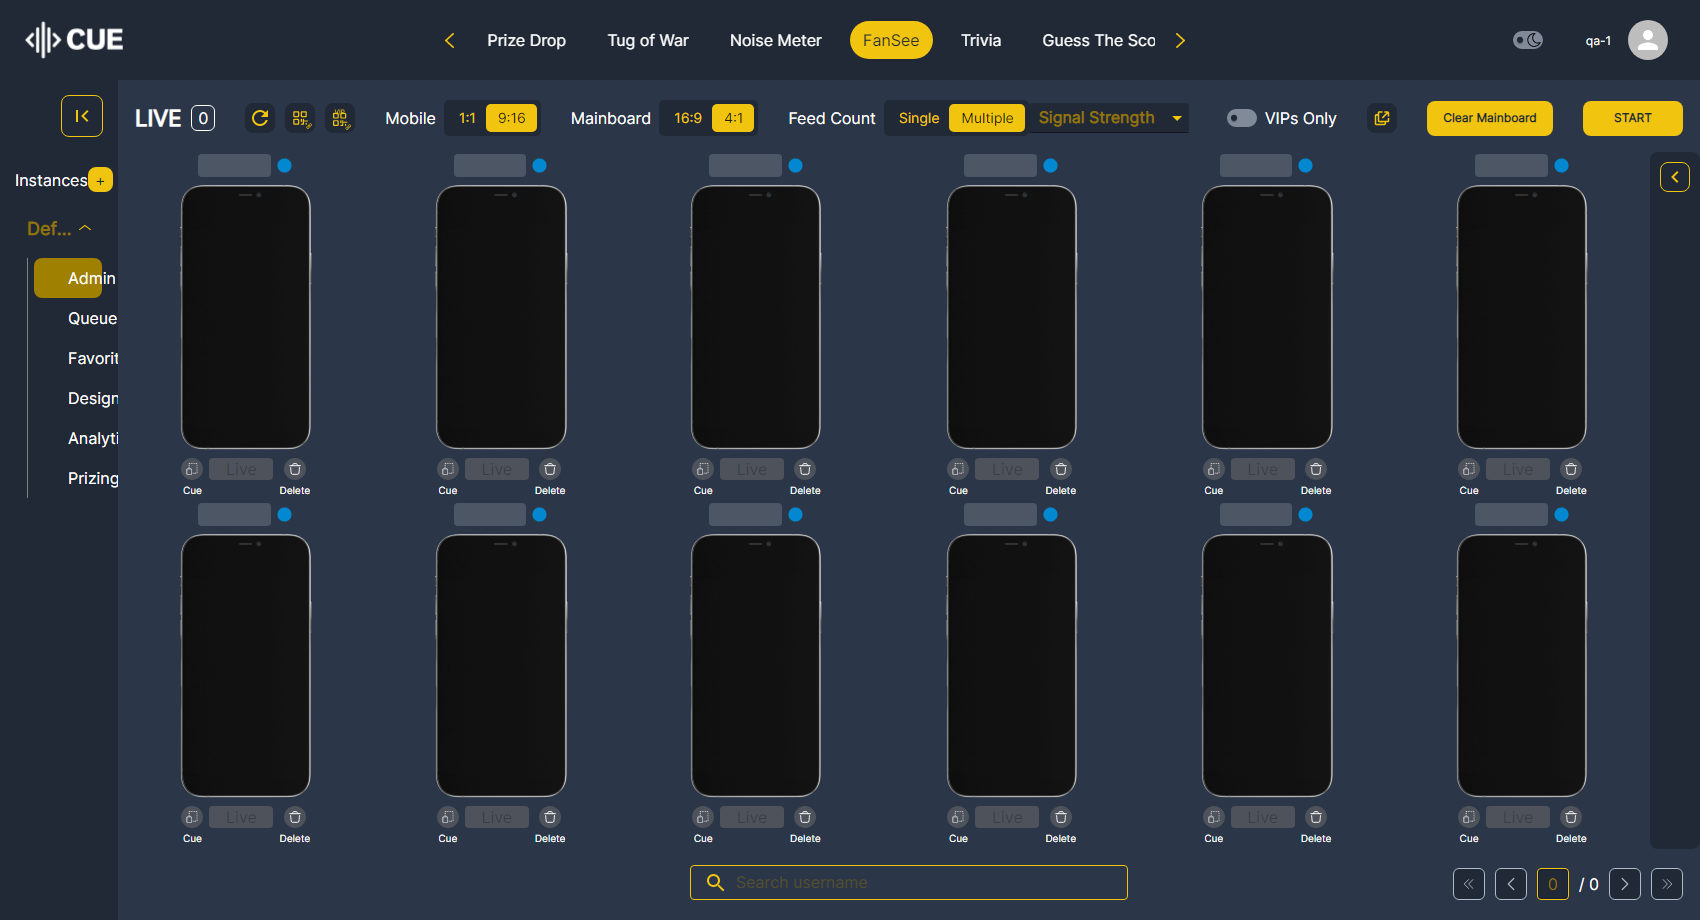 CUE
Prize Drop Tug of War Noise Meter FanSee Trivia Guess The Sco
qa-1
LIVE 0 Mobile 1:1 9:16 Mainboard 16:9 4:1 Feed Count Single Multiple Signal Strength VIPs Only Clear Mainboard START
Instances +
Def...
Admin
Queue
Favorit
Design
Analyti
Prizing
Live Live Live Live Live Live
Cue Delete Cue Delete Cue Delete Cue Delete Cue Delete Cue Delete
Live Live Live Live Live Live
Cue Delete Cue Delete Cue Delete Cue Delete Cue Delete Cue Delete
Search username
0 / 0